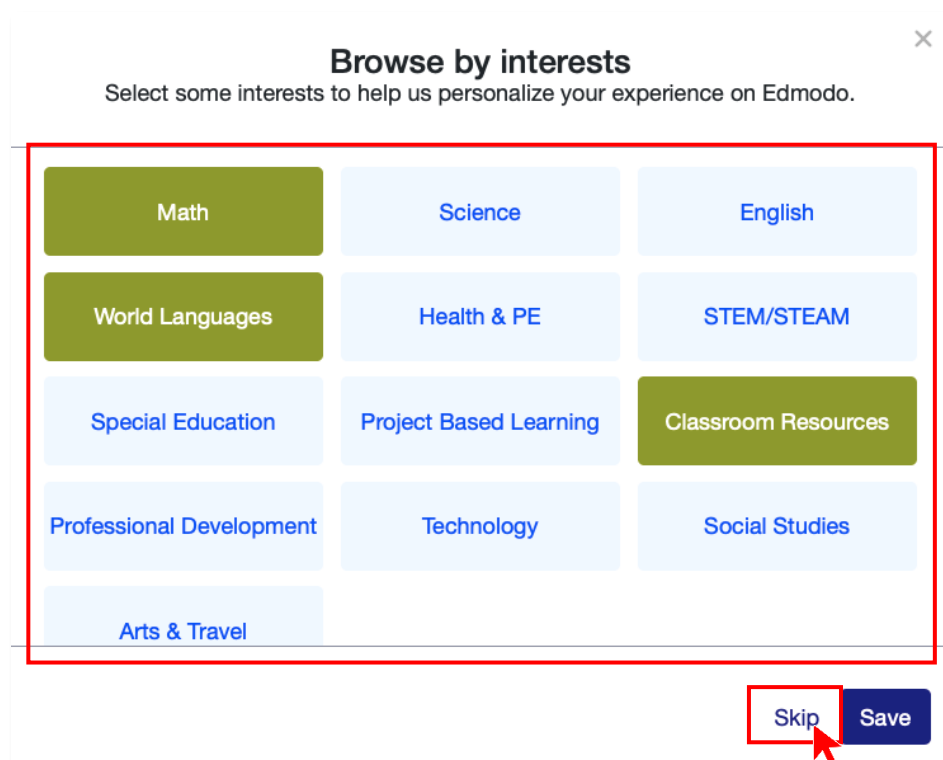 Browse by interests
Select some interests to help us personalize your experience on Edmodo.
Math
Science
English
World Languages
Health & PE
STEM/STEAM
Special Education
Project Based Learning
Classroom Resources
Professional Development
Technology
Social Studies
Arts & Travel
Skip
Save